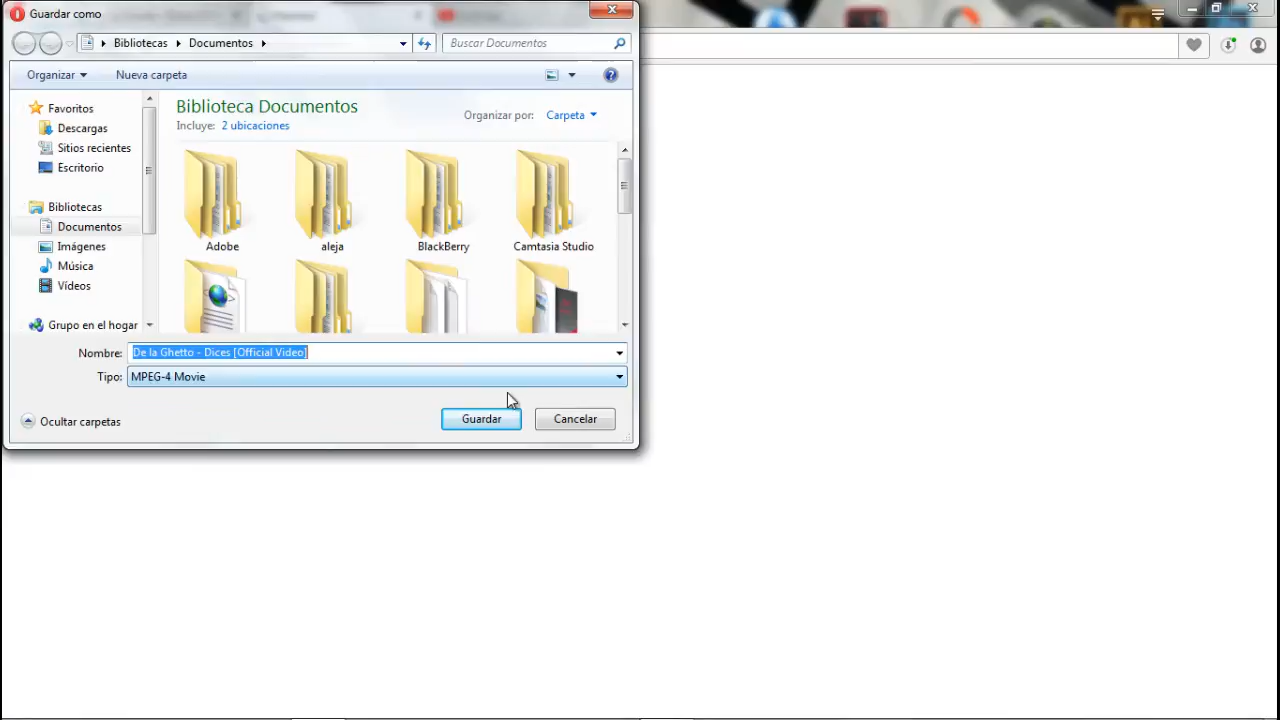 Guardar como
Bibliotecas Documentos
Buscar Documentos
Organizar
Nueva carpeta
Favoritos
Descargas
Sitios recientes
Escritorio
Bibliotecas
Documentos
Imágenes
Música
Vídeos
Grupo en el hogar
Biblioteca Documentos
Incluye: 2 ubicaciones
Organizar por: Carpeta
Adobe
aleja
BlackBerry
Camtasia Studio
Nombre: De la Ghetto - Dices [Official Video]
Tipo: MPEG-4 Movie
Ocultar carpetas
Guardar
Cancelar